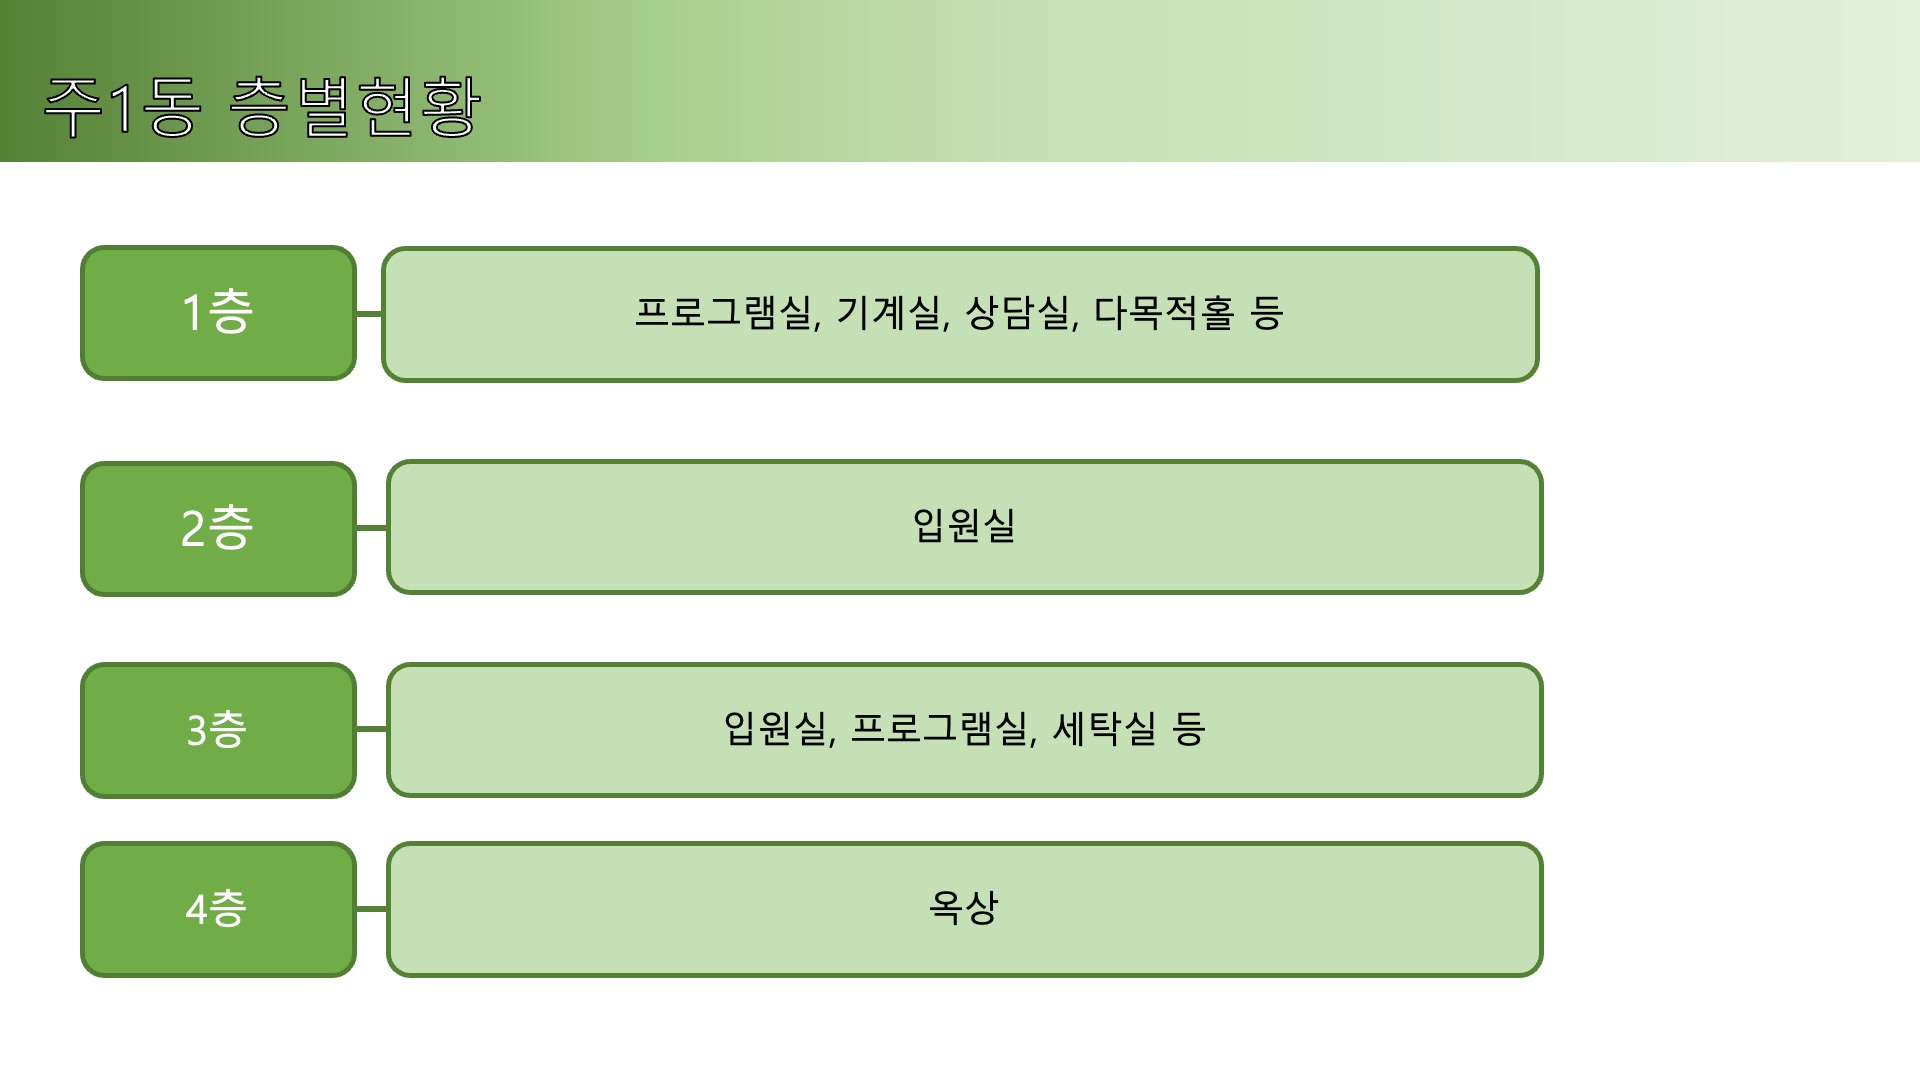 주1동 층별현황
1층
프로그램실, 기계실, 상담실, 다목적홀 등
2층
입원실
3층
입원실, 프로그램실, 세탁실 등
4층
옥상